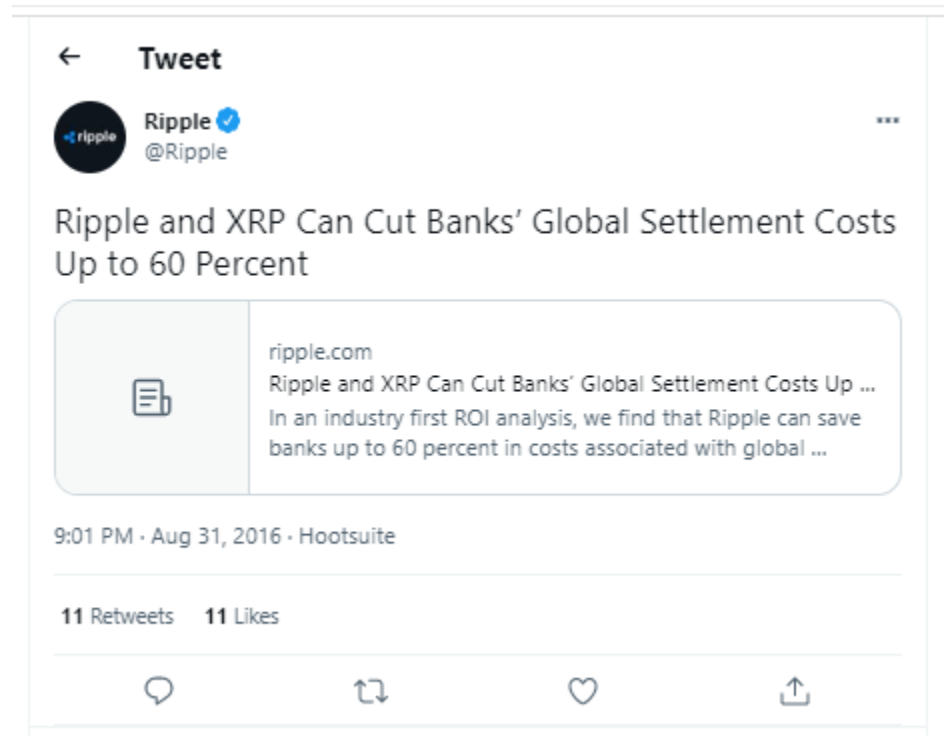 Tweet
ripple
Ripple
@Ripple
Ripple and XRP Can Cut Banks’ Global Settlement Costs
Up to 60 Percent
ripple.com
Ripple and XRP Can Cut Banks’ Global Settlement Costs Up ...
In an industry first ROI analysis, we find that Ripple can save
banks up to 60 percent in costs associated with global ...
9:01 PM · Aug 31, 2016 · Hootsuite
11 Retweets 11 Likes